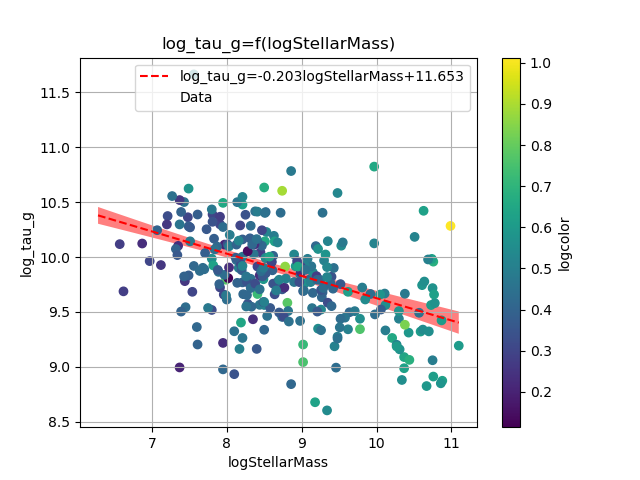 log_tau_g=f(logStellarMass)
log_tau_g=-0.203logStellarMass+11.653
Data
11.5
11.0
10.5
10.0
9.5
9.0
8.5
log_tau_g
7 8 9 10 11
logStellarMass
1.0
0.9
0.8
0.7
0.6
0.5
0.4
0.3
0.2
logcolor